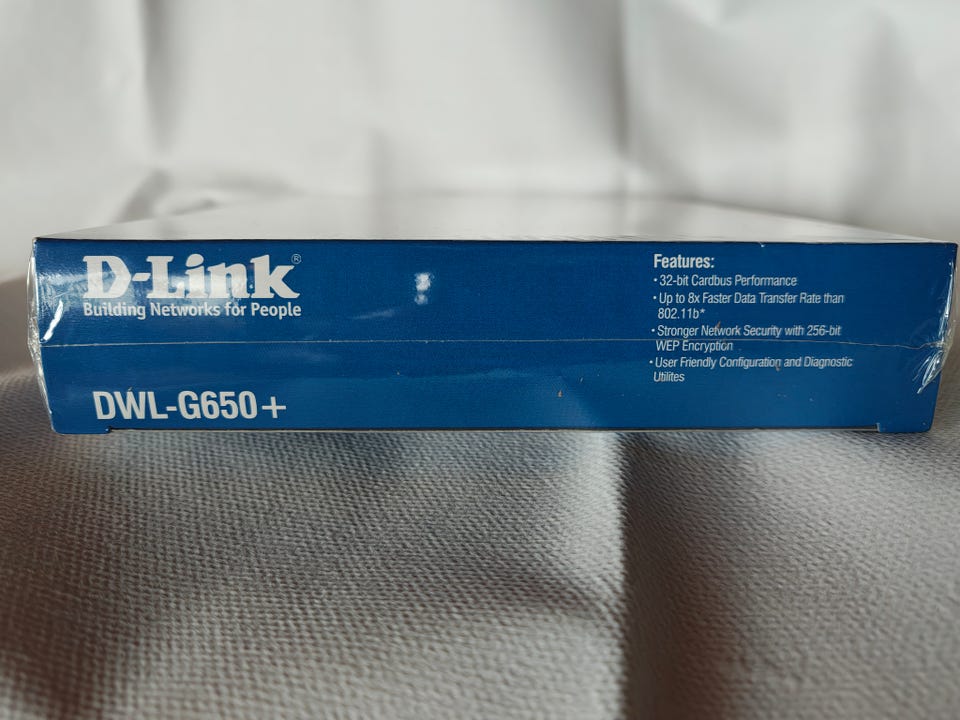 D-Link®
Building Networks for People
DWL-G650+
Features:
• 32-bit Cardbus Performance
• Up to 8x Faster Data Transfer Rate than
802.11b*
• Stronger Network Security with 256-bit
WEP Encryption
• User Friendly Configuration and Diagnostic
Utilites